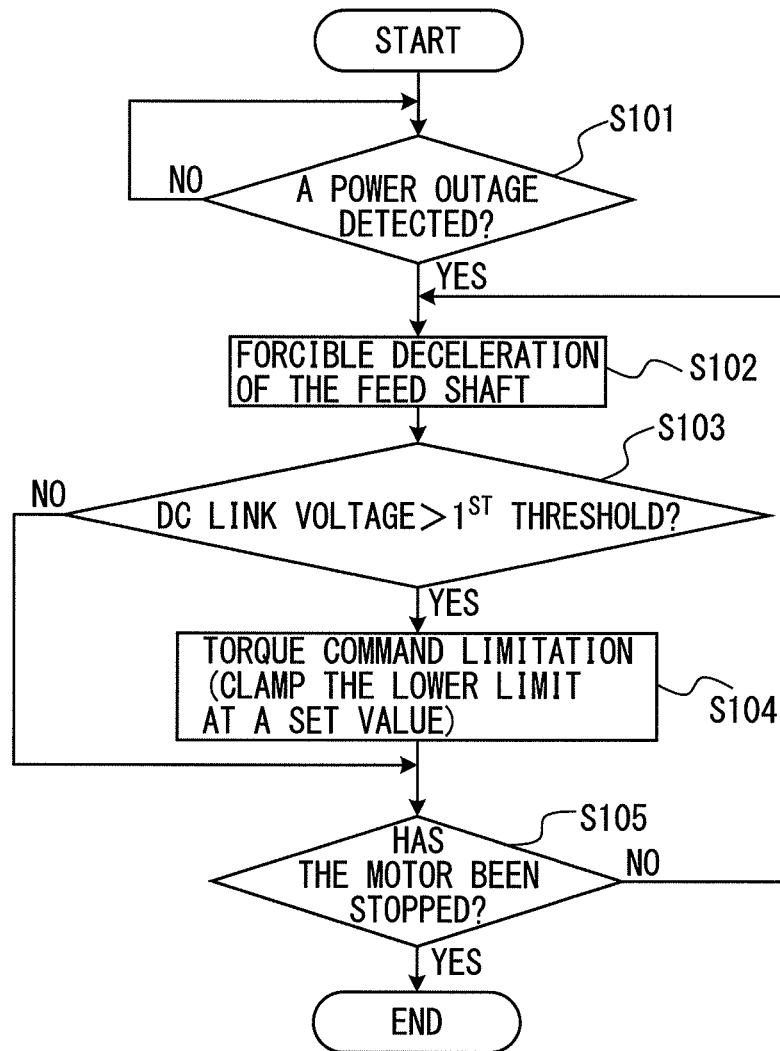 START
S101
NO
A POWER OUTAGE
DETECTED?
YES
FORCIBLE DECELERATION
OF THE FEED SHAFT
S102
S103
NO
DC LINK VOLTAGE>1ST THRESHOLD?
YES
TORQUE COMMAND LIMITATION
(CLAMP THE LOWER LIMIT
AT A SET VALUE)
S104
S105
HAS
THE MOTOR BEEN
STOPPED?
NO
YES
END